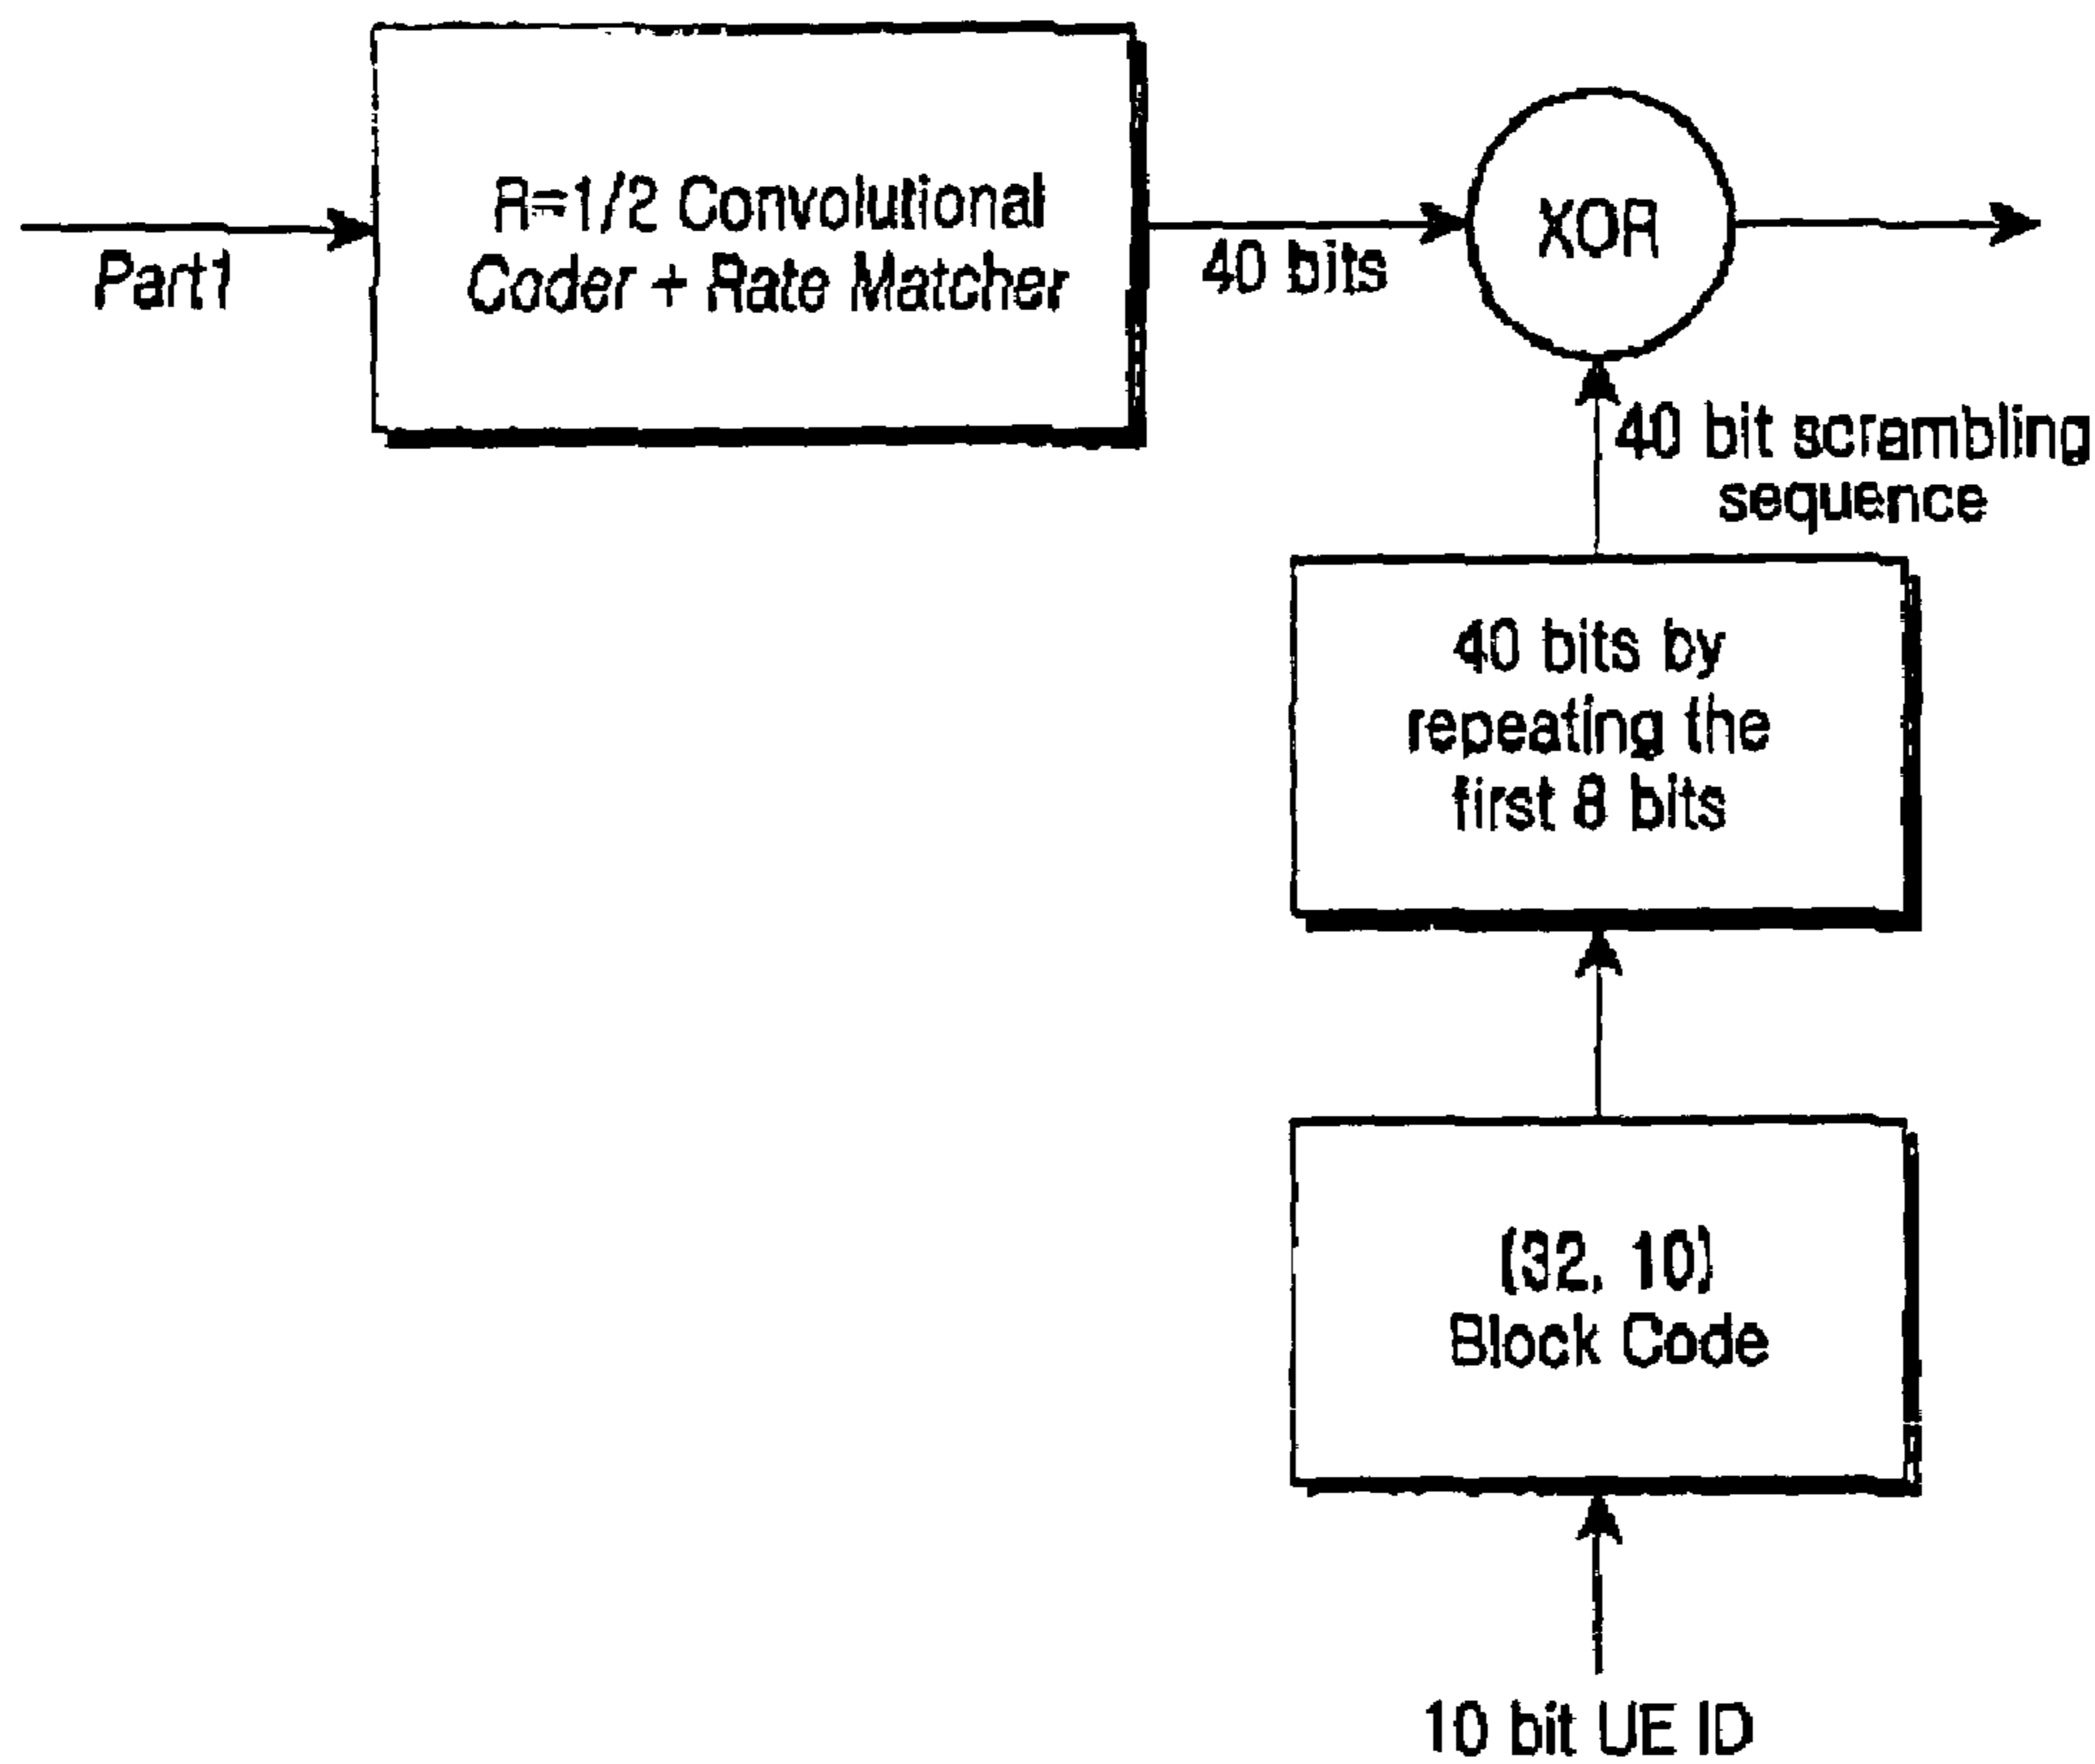 R=1/2 Convolutional
Coder + Rate Matcher
Part1
40 bits
XOR
40 bit scrambling
sequence
40 bits by
repeating the
first 8 bits
(32, 10)
Block Code
10 bit UE ID